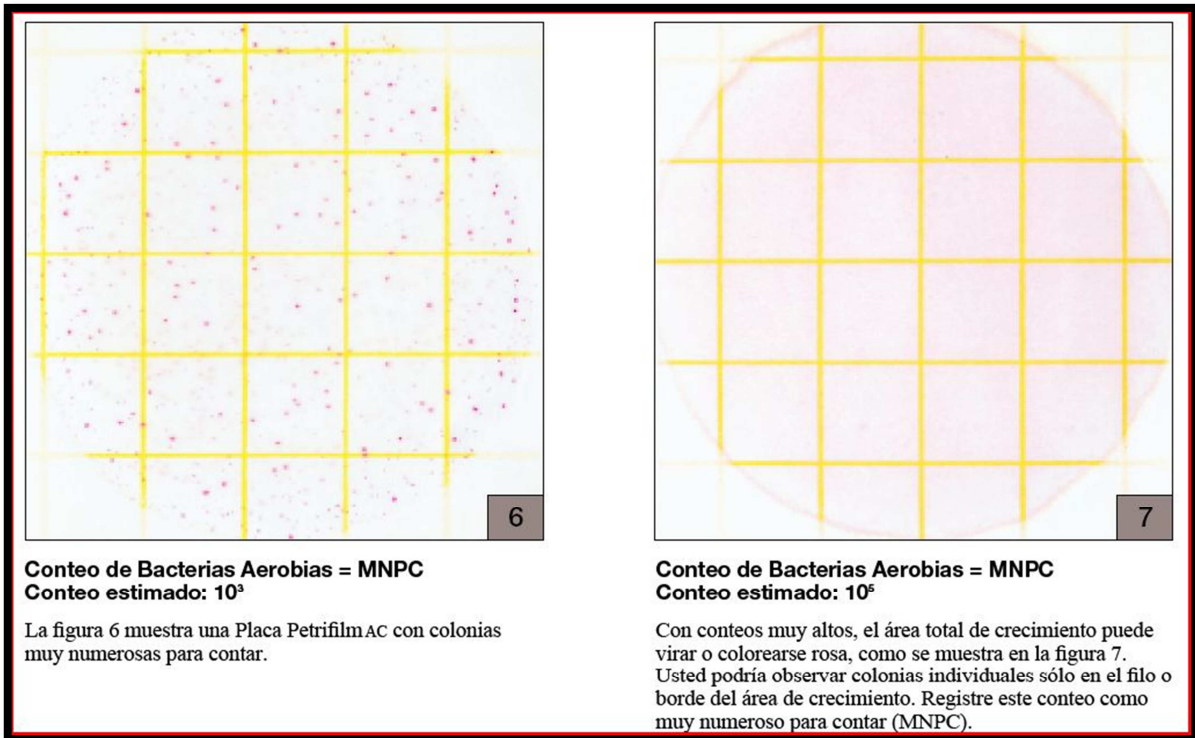 6
Conteo de Bacterias Aerobias = MNPC
Conteo estimado: 10³
La figura 6 muestra una Placa Petrifilm AC con colonias
muy numerosas para contar.
7
Conteo de Bacterias Aerobias = MNPC
Conteo estimado: 10⁵
Con conteos muy altos, el área total de crecimiento puede
virar o colorearse rosa, como se muestra en la figura 7.
Usted podría observar colonias individuales sólo en el filo o
borde del área de crecimiento. Registre este conteo como
muy numeroso para contar (MNPC).